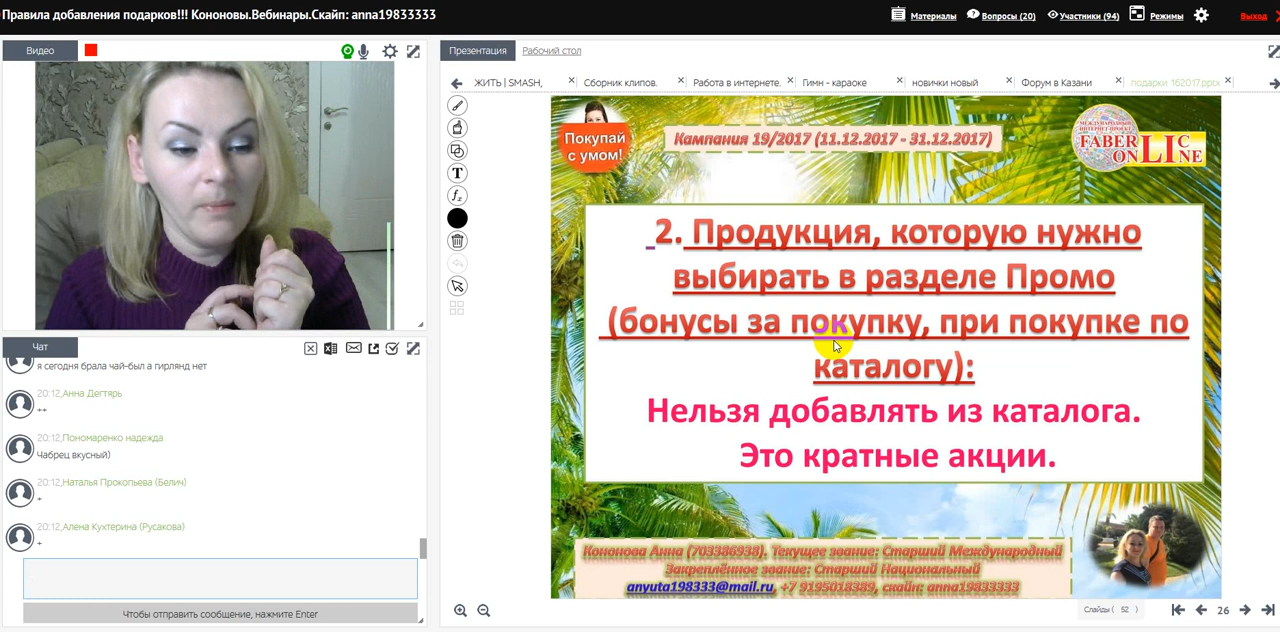 Правила добавления подарков!!! Кононовы.Вебинары.Скайп: anna19833333
Материалы Вопросы (20) Участники (94) Режимы Выход
Видео
Презентация Рабочий стол
ЖИТЬ | SMASH, Сборник клипов. Работа в интернете. Гимн - караоке новички новый Форум в Казани подарки 162017.pptx
Покупай
с умом!
Кампания 19/2017 (11.12.2017 - 31.12.2017)
МЕЖДУНАРОДНЫЙ
ИНТЕРНЕТ-ПРОЕКТ
FABERLIC
ONLINE
2. Продукция, которую нужно
выбирать в разделе Промо
(бонусы за покупку, при покупке по
каталогу):
Нельзя добавлять из каталога.
Это кратные акции.
Кононова Анна (703386938). Текущее звание: Старший Международный
Закреплённое звание: Старший Национальный
anyuta198333@mail.ru, +7 9195018389, скайп: anna19833333
Слайды ( 52 ) 26
Чат
я сегодня брала чай-был а гирлянд нет
20:12,Анна Дегтярь
++
20:12,Пономаренко надежда
Чабрец вкусный)
20:12,Наталья Прокопьева (Белич)
+
20:12,Алена Кухтерина (Русакова)
+
Чтобы отправить сообщение, нажмите Enter